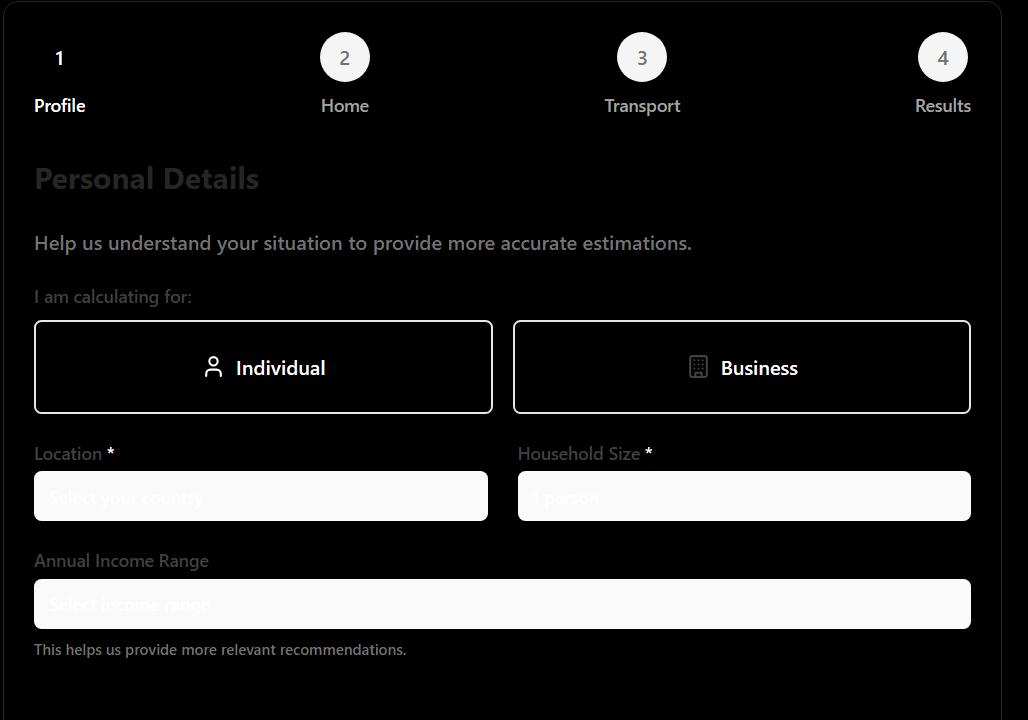 1 2 3 4
Profile Home Transport Results
Personal Details
Help us understand your situation to provide more accurate estimations.
I am calculating for:
Individual Business
Location * Household Size *
Select your country 1 person
Annual Income Range
Select income range
This helps us provide more relevant recommendations.